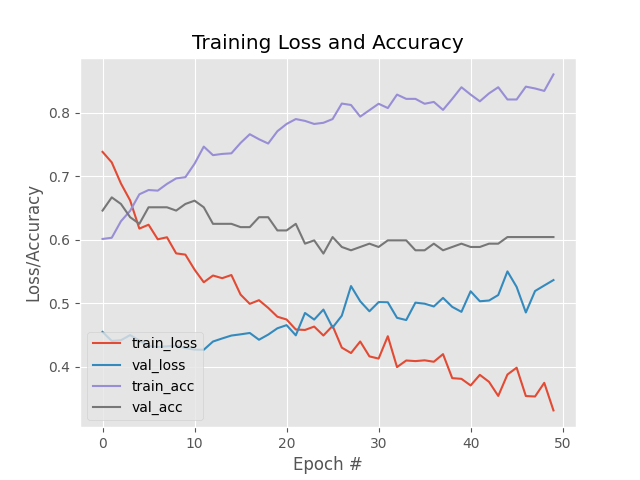 Training Loss and Accuracy
Loss/Accuracy
0.8
0.7
0.6
0.5
0.4
train_loss
val_loss
train_acc
val_acc
0
10
20
30
40
50
Epoch #